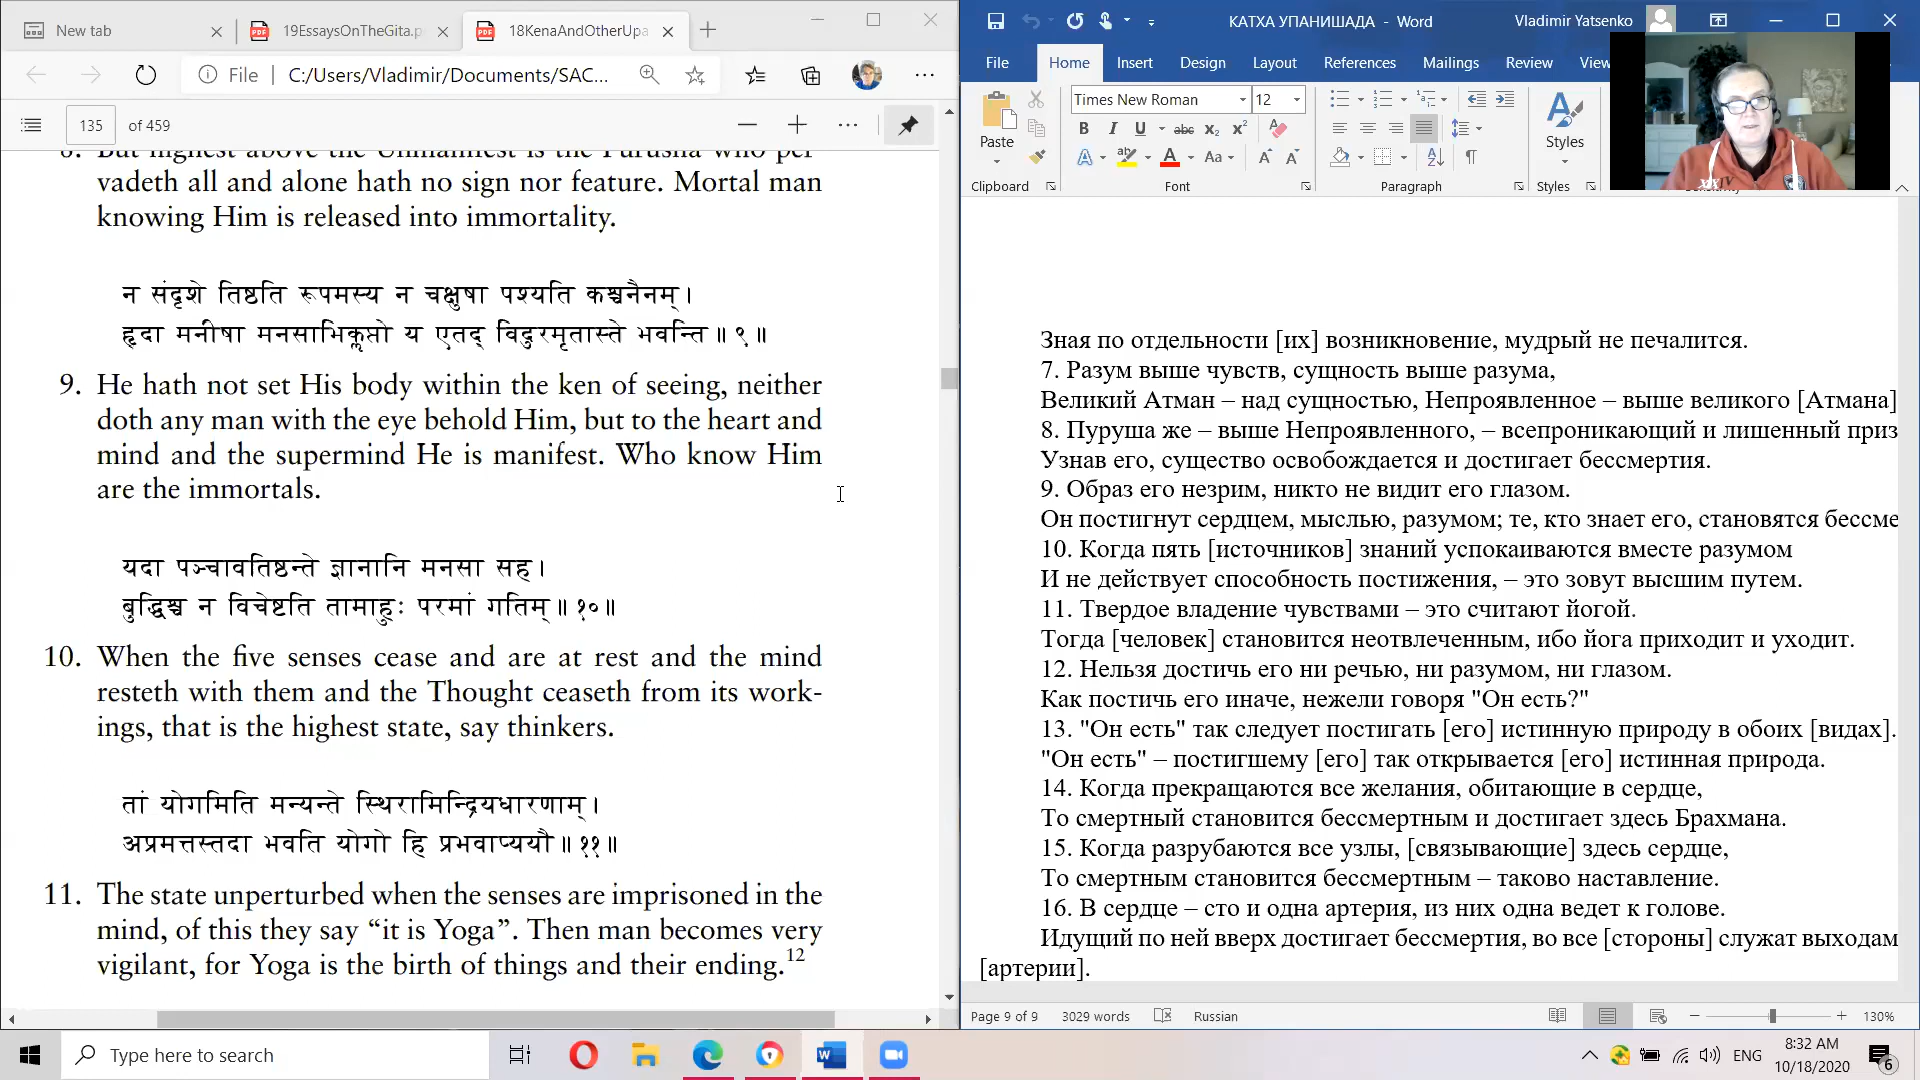 New tab
19EssaysOnTheGita.p
18KenaAndOtherUpa
File
C:/Users/Vladimir/Documents/SAC...
135 of 459
vadeth all and alone hath no sign nor feature. Mortal man
knowing Him is released into immortality.
न संदृशे तिष्ठति रूपमस्य न चक्षुषा पश्यति कश्चनैनम्।
हृदा मनीषा मनसाभिक्लृप्तो य एतद् विदुरमृतास्ते भवन्ति॥ ९॥
9. He hath not set His body within the ken of seeing, neither
doth any man with the eye behold Him, but to the heart and
mind and the supermind He is manifest. Who know Him
are the immortals.
यदा पञ्चावतिष्ठन्ते ज्ञानानि मनसा सह।
बुद्धिश्च न विचेष्टति तामाहुः परमां गतिम्॥ १०॥
10. When the five senses cease and are at rest and the mind
resteth with them and the Thought ceaseth from its work-
ings, that is the highest state, say thinkers.
तां योगमिति मन्यन्ते स्थिरामिन्द्रियधारणाम्।
अप्रमत्तस्तदा भवति योगो हि प्रभवाप्ययौ॥ ११॥
11. The state unperturbed when the senses are imprisoned in the
mind, of this they say “it is Yoga”. Then man becomes very
vigilant, for Yoga is the birth of things and their ending.12
КАТХА УПАНИШАДА - Word
Vladimir Yatsenko
File Home Insert Design Layout References Mailings Review View
Times New Roman 12
Paste
Styles
Clipboard Font Paragraph Styles
Зная по отдельности [их] возникновение, мудрый не печалится.
7. Разум выше чувств, сущность выше разума,
Великий Атман – над сущностью, Непроявленное – выше великого [Атмана]
8. Пуруша же – выше Непроявленного, – всепроникающий и лишенный приз
Узнав его, существо освобождается и достигает бессмертия.
9. Образ его незрим, никто не видит его глазом.
Он постигнут сердцем, мыслью, разумом; те, кто знает его, становятся бессме
10. Когда пять [источников] знаний успокаиваются вместе разумом
И не действует способность постижения, – это зовут высшим путем.
11. Твердое владение чувствами – это считают йогой.
Тогда [человек] становится неотвлеченным, ибо йога приходит и уходит.
12. Нельзя достичь его ни речью, ни разумом, ни глазом.
Как постичь его иначе, нежели говоря "Он есть?"
13. "Он есть" так следует постигать [его] истинную природу в обоих [видах].
"Он есть" – постигшему [его] так открывается [его] истинная природа.
14. Когда прекращаются все желания, обитающие в сердце,
То смертный становится бессмертным и достигает здесь Брахмана.
15. Когда разрубаются все узлы, [связывающие] здесь сердце,
То смертным становится бессмертным – таково наставление.
16. В сердце – сто и одна артерия, из них одна ведет к голове.
Идущий по ней вверх достигает бессмертия, во все [стороны] служат выходам
[артерии].
Page 9 of 9 3029 words Russian 130%
Type here to search
ENG
8:32 AM
10/18/2020
6